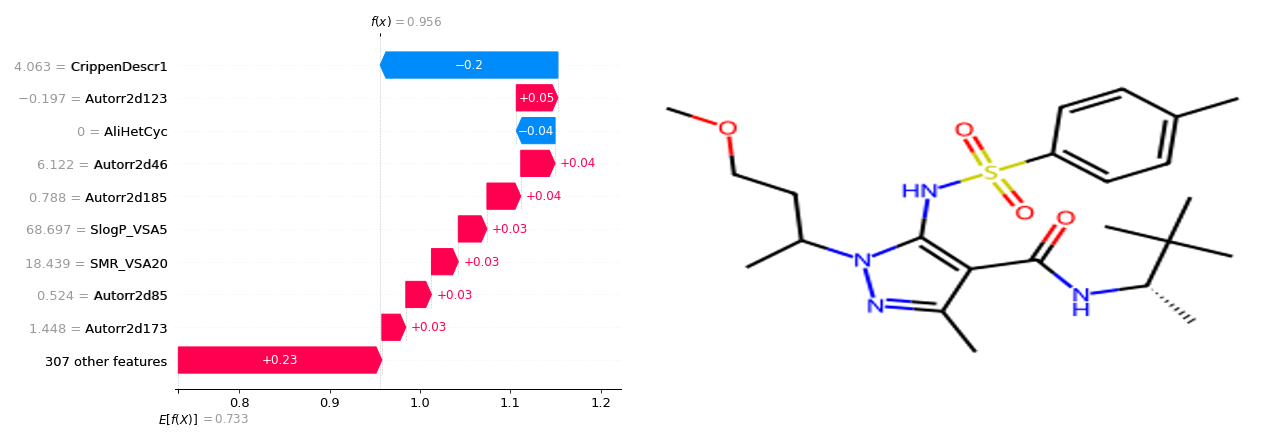 f(x) = 0.956
4.063 = CrippenDescr1
−0.2
−0.197 = Autorr2d123
+0.05
0 = AliHetCyc
−0.04
6.122 = Autorr2d46
+0.04
0.788 = Autorr2d185
+0.04
68.697 = SlogP_VSA5
+0.03
18.439 = SMR_VSA20
+0.03
0.524 = Autorr2d85
+0.03
1.448 = Autorr2d173
+0.03
307 other features
+0.23
0.8 0.9 1.0 1.1 1.2
E[f(X)] = 0.733
O
O
HN
S
O
O
N
N
N
H